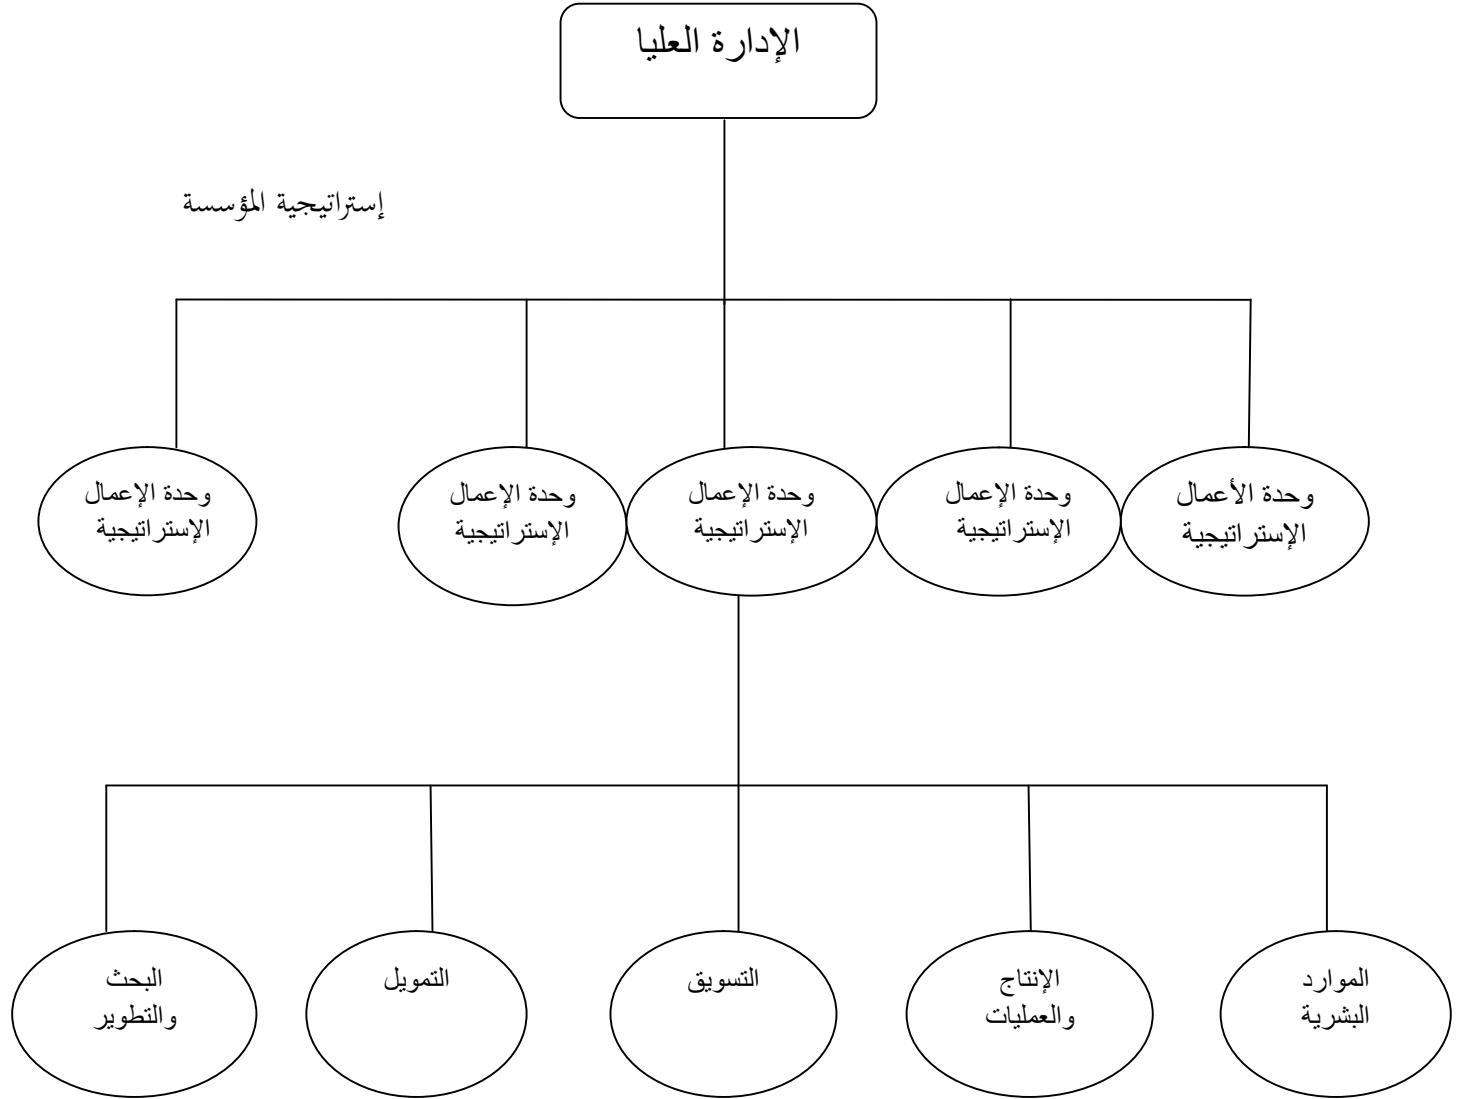 الإدارة العليا
إستراتيجية المؤسسة
وحدة الأعمال
الإستراتيجية
وحدة الإعمال
الإستراتيجية
وحدة الإعمال
الإستراتيجية
وحدة الإعمال
الإستراتيجية
وحدة الإعمال
الإستراتيجية
الموارد
البشرية
الإنتاج
والعمليات
التسويق
التمويل
البحث
والتطوير